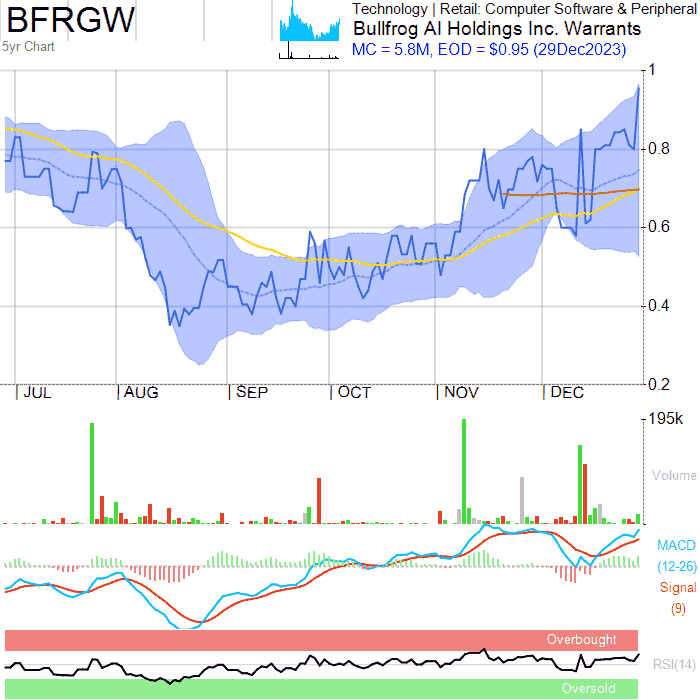 BFRGW
5yr Chart
Technology | Retail: Computer Software & Peripheral
Bullfrog AI Holdings Inc. Warrants
MC = 5.8M, EOD = $0.95 (29Dec2023)
1
0.8
0.6
0.4
0.2
JUL AUG SEP OCT NOV DEC
195k
Volume
MACD
(12-26)
Signal
(9)
Overbought
RSI(14)
Oversold